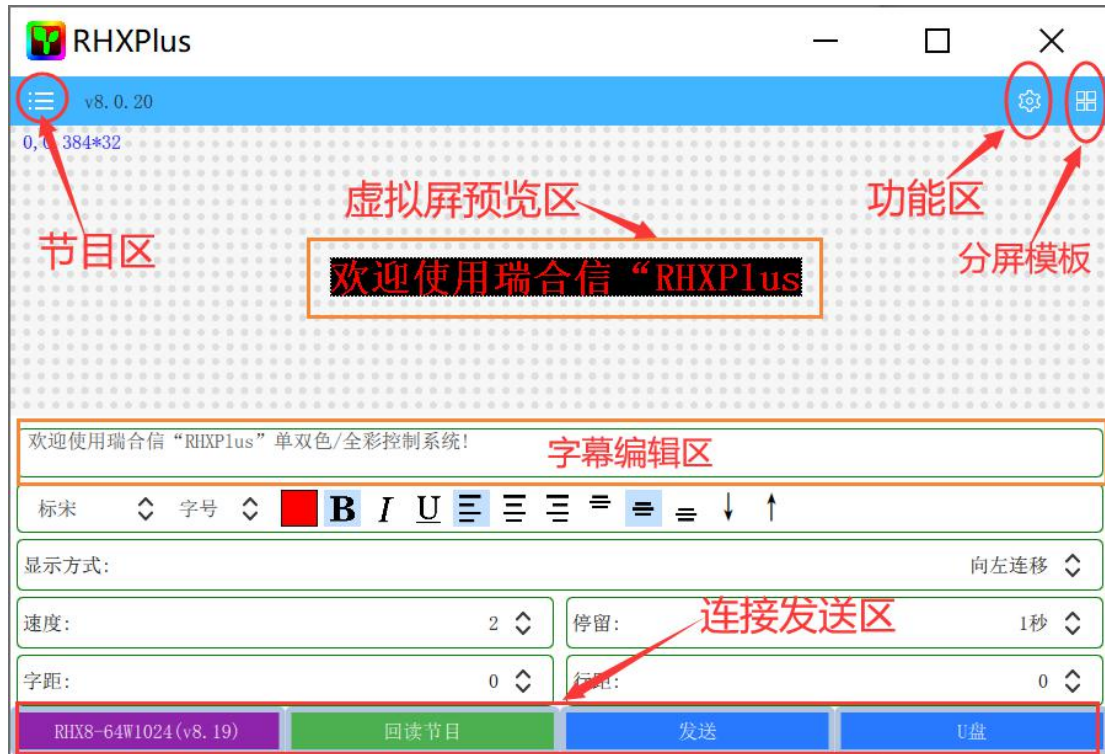 RHXPlus
v8.0.20
0,0 384*32
虚拟屏预览区
功能区
节目区
分屏模板
欢迎使用瑞合信“RHXPlus
欢迎使用瑞合信“RHXPlus”单双色/全彩控制系统!
字幕编辑区
标宋 字号 B I U
显示方式: 向左连移
速度: 2 停留: 1秒
连接发送区
字距: 0 行距: 0
RHX8-64W1024(v8.19) 回读节目 发送 U盘